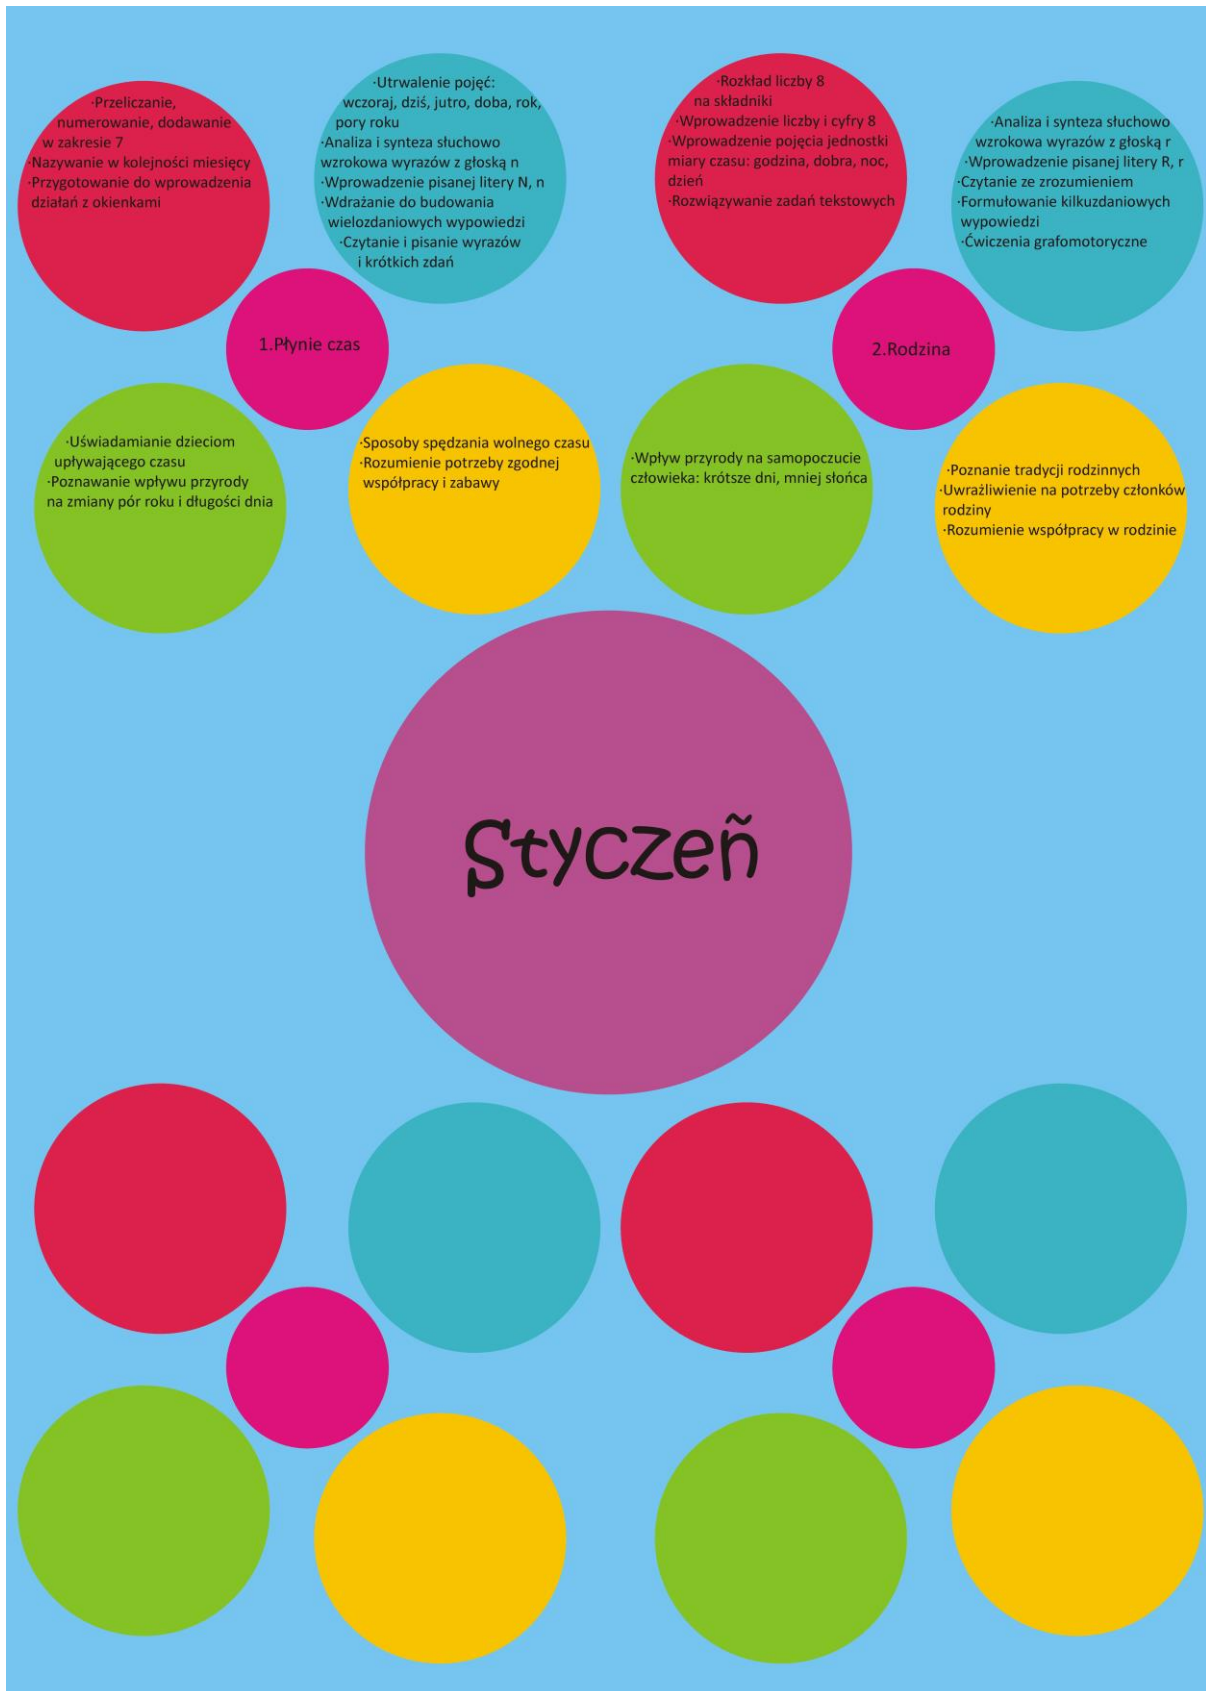 ·Przeliczanie,
numerowanie, dodawanie
w zakresie 7
·Nazywanie w kolejności miesięcy
·Przygotowanie do wprowadzenia
działań z okienkami
·Utrwalenie pojęć:
wczoraj, dziś, jutro, doba, rok,
pory roku
·Analiza i synteza słuchowo
wzrokowa wyrazów z głoską n
·Wprowadzenie pisanej litery N, n
·Wdrażanie do budowania
wielozdaniowych wypowiedzi
·Czytanie i pisanie wyrazów
i krótkich zdań
1.Płynie czas
·Uświadamianie dzieciom
upływającego czasu
·Poznawanie wpływu przyrody
na zmiany pór roku i długości dnia
·Sposoby spędzania wolnego czasu
·Rozumienie potrzeby zgodnej
współpracy i zabawy
·Rozkład liczby 8
na składniki
·Wprowadzenie liczby i cyfry 8
·Wprowadzenie pojęcia jednostki
miary czasu: godzina, dobra, noc,
dzień
·Rozwiązywanie zadań tekstowych
·Analiza i synteza słuchowo
wzrokowa wyrazów z głoską r
·Wprowadzenie pisanej litery R, r
·Czytanie ze zrozumieniem
·Formułowanie kilkuzdaniowych
wypowiedzi
·Ćwiczenia grafomotoryczne
2.Rodzina
·Wpływ przyrody na samopoczucie
człowieka: krótsze dni, mniej słońca
·Poznanie tradycji rodzinnych
·Uwrażliwienie na potrzeby członków
rodziny
·Rozumienie współpracy w rodzinie
Styczeñ